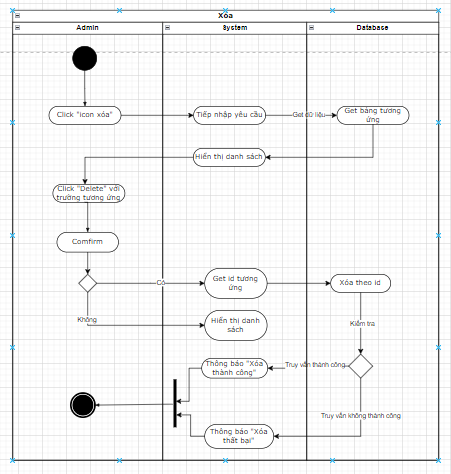 Xóa
Admin
System
Database
Click "icon xóa"
Tiếp nhập yêu cầu
Get dữ liệu
Get bảng tương
ứng
Hiển thị danh sách
Click "Delete" với
trường tương ứng
Comfirm
Có
Get id tương
ứng
Xóa theo id
Không
Hiển thị danh
sách
Kiểm tra
Thông báo "Xóa
thành công"
Truy vấn thành công
Truy vấn không thành công
Thông báo "Xóa
thất bại"